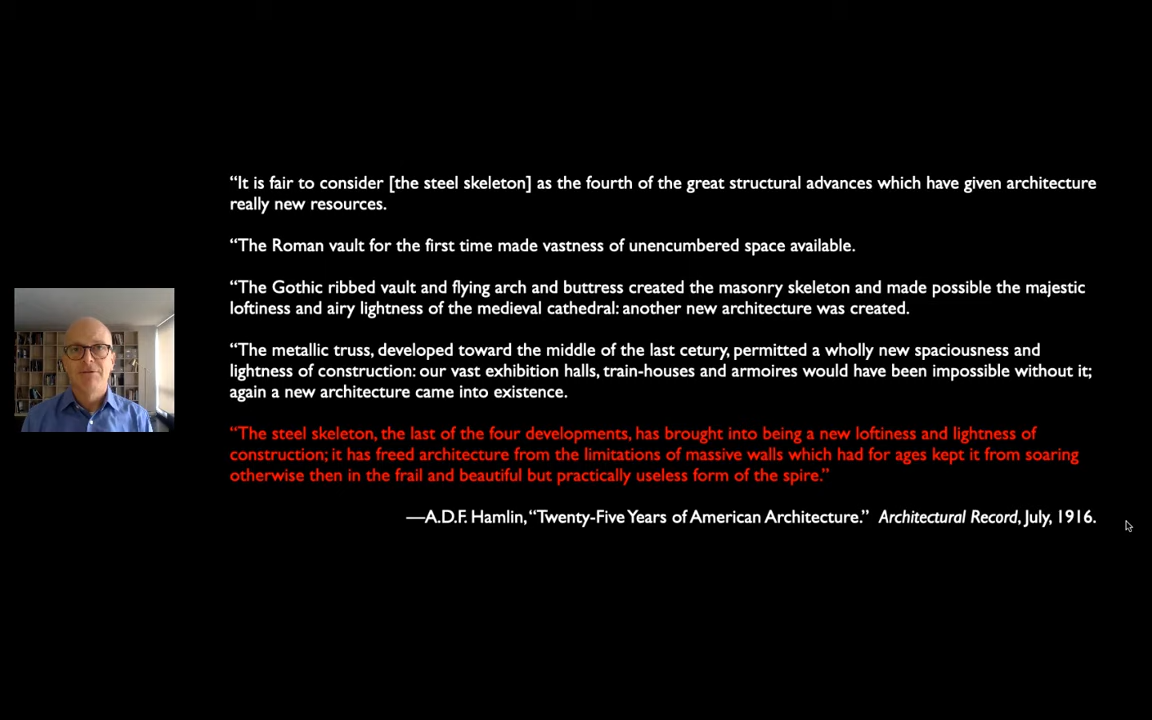 “It is fair to consider [the steel skeleton] as the fourth of the great structural advances which have given architecture
really new resources.
“The Roman vault for the first time made vastness of unencumbered space available.
“The Gothic ribbed vault and flying arch and buttress created the masonry skeleton and made possible the majestic
loftiness and airy lightness of the medieval cathedral: another new architecture was created.
“The metallic truss, developed toward the middle of the last cetury, permitted a wholly new spaciousness and
lightness of construction: our vast exhibition halls, train-houses and armoires would have been impossible without it;
again a new architecture came into existence.
“The steel skeleton, the last of the four developments, has brought into being a new loftiness and lightness of
construction; it has freed architecture from the limitations of massive walls which had for ages kept it from soaring
otherwise then in the frail and beautiful but practically useless form of the spire.”
—A.D.F. Hamlin, “Twenty-Five Years of American Architecture.” Architectural Record, July, 1916.